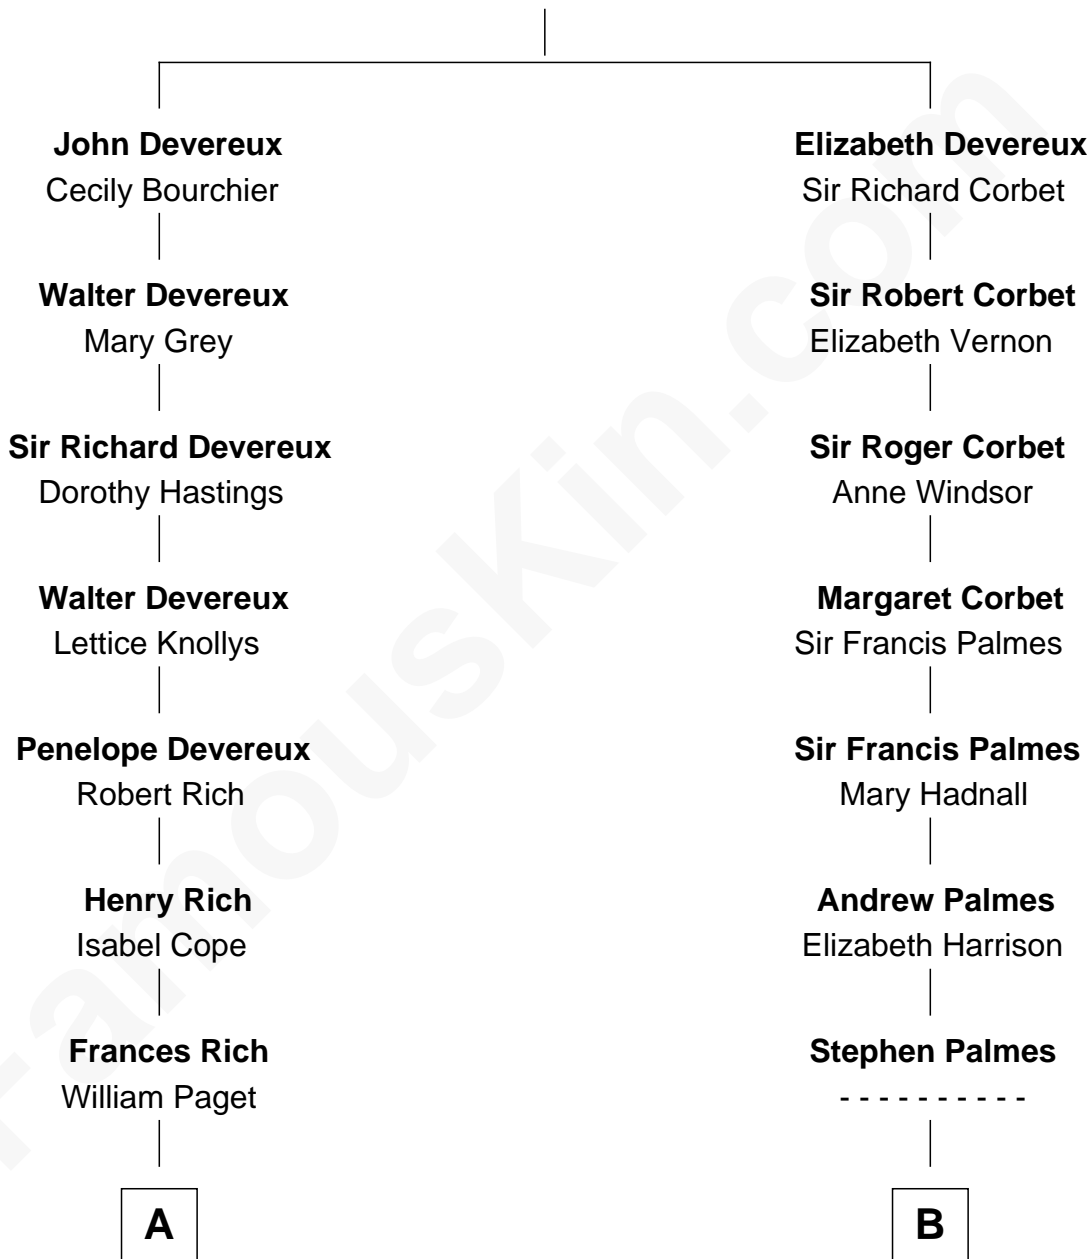 John Devereux
Cecily Bourchier
Walter Devereux
Mary Grey
Sir Richard Devereux
Dorothy Hastings
Walter Devereux
Lettice Knollys
Penelope Devereux
Robert Rich
Henry Rich
Isabel Cope
Frances Rich
William Paget
A
Elizabeth Devereux
Sir Richard Corbet
Sir Robert Corbet
Elizabeth Vernon
Sir Roger Corbet
Anne Windsor
Margaret Corbet
Sir Francis Palmes
Sir Francis Palmes
Mary Hadnall
Andrew Palmes
Elizabeth Harrison
Stephen Palmes
- - - - - - - - - -
B
FamousKin.com